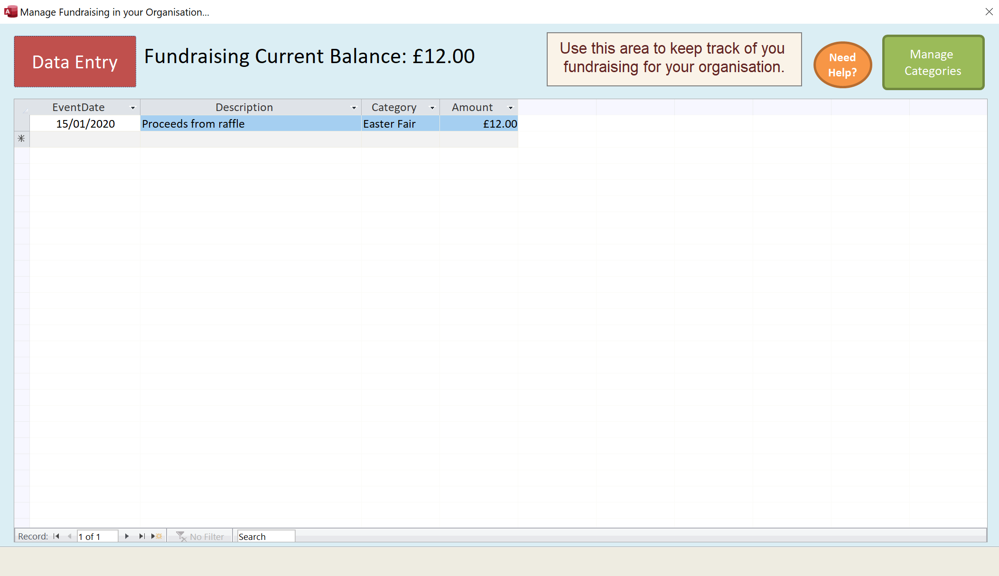 Manage Fundraising in your Organisation...
Data Entry
Fundraising Current Balance: £12.00
Use this area to keep track of you
fundraising for your organisation.
Need
Help?
Manage
Categories
EventDate Description Category Amount
15/01/2020 Proceeds from raffle Easter Fair £12.00
Record: 1 of 1 No Filter Search